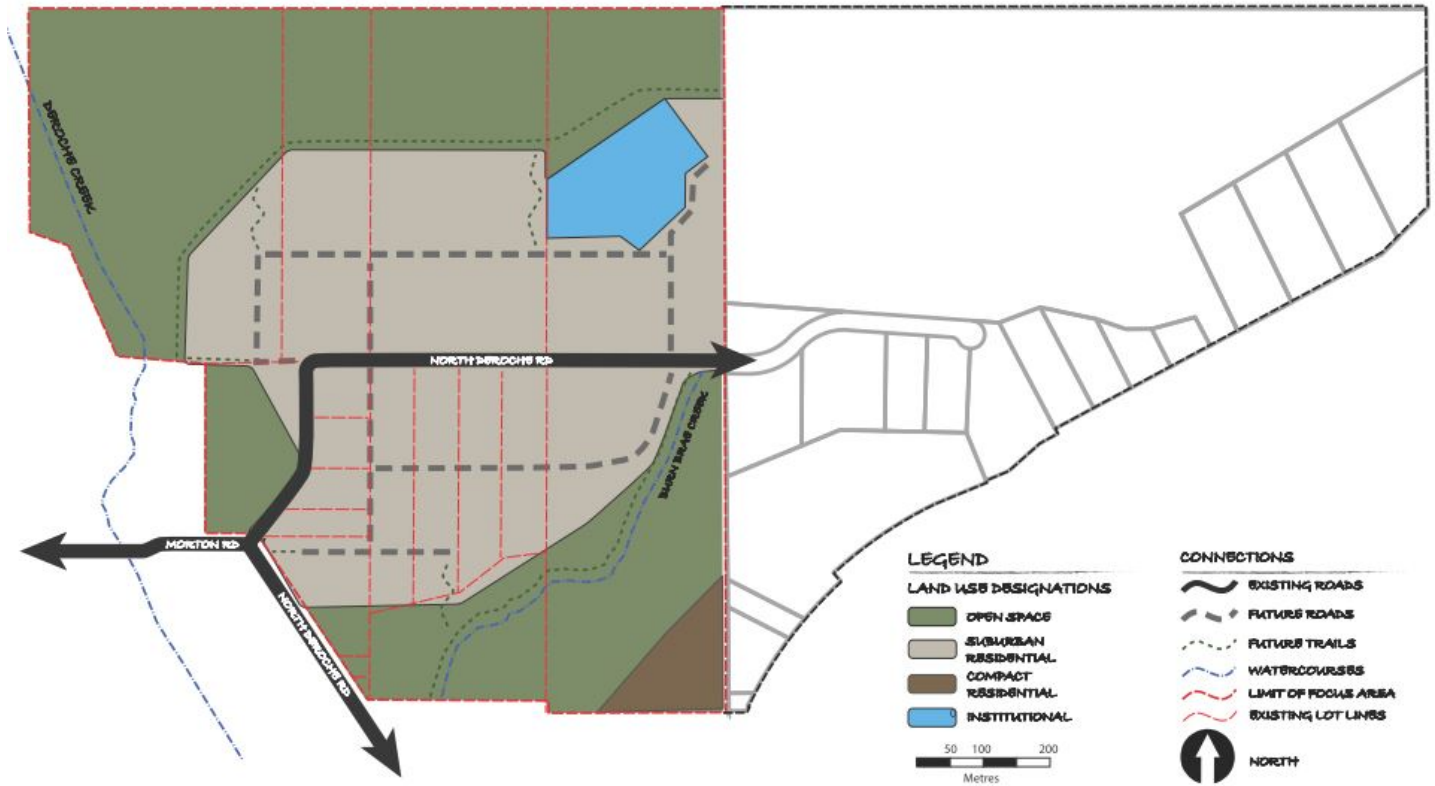 DEROCHE CREEK
NORTH DEROCHE RD
BARN BRAE CREEK
MORTON RD
NORTH DEROCHE RD
LEGEND
LAND USE DESIGNATIONS
OPEN SPACE
SUBURBAN
RESIDENTIAL
COMPACT
RESIDENTIAL
INSTITUTIONAL
50 100 200
Metres
CONNECTIONS
EXISTING ROADS
FUTURE ROADS
FUTURE TRAILS
WATERCOURSES
LIMIT OF FOCUS AREA
EXISTING LOT LINES
NORTH